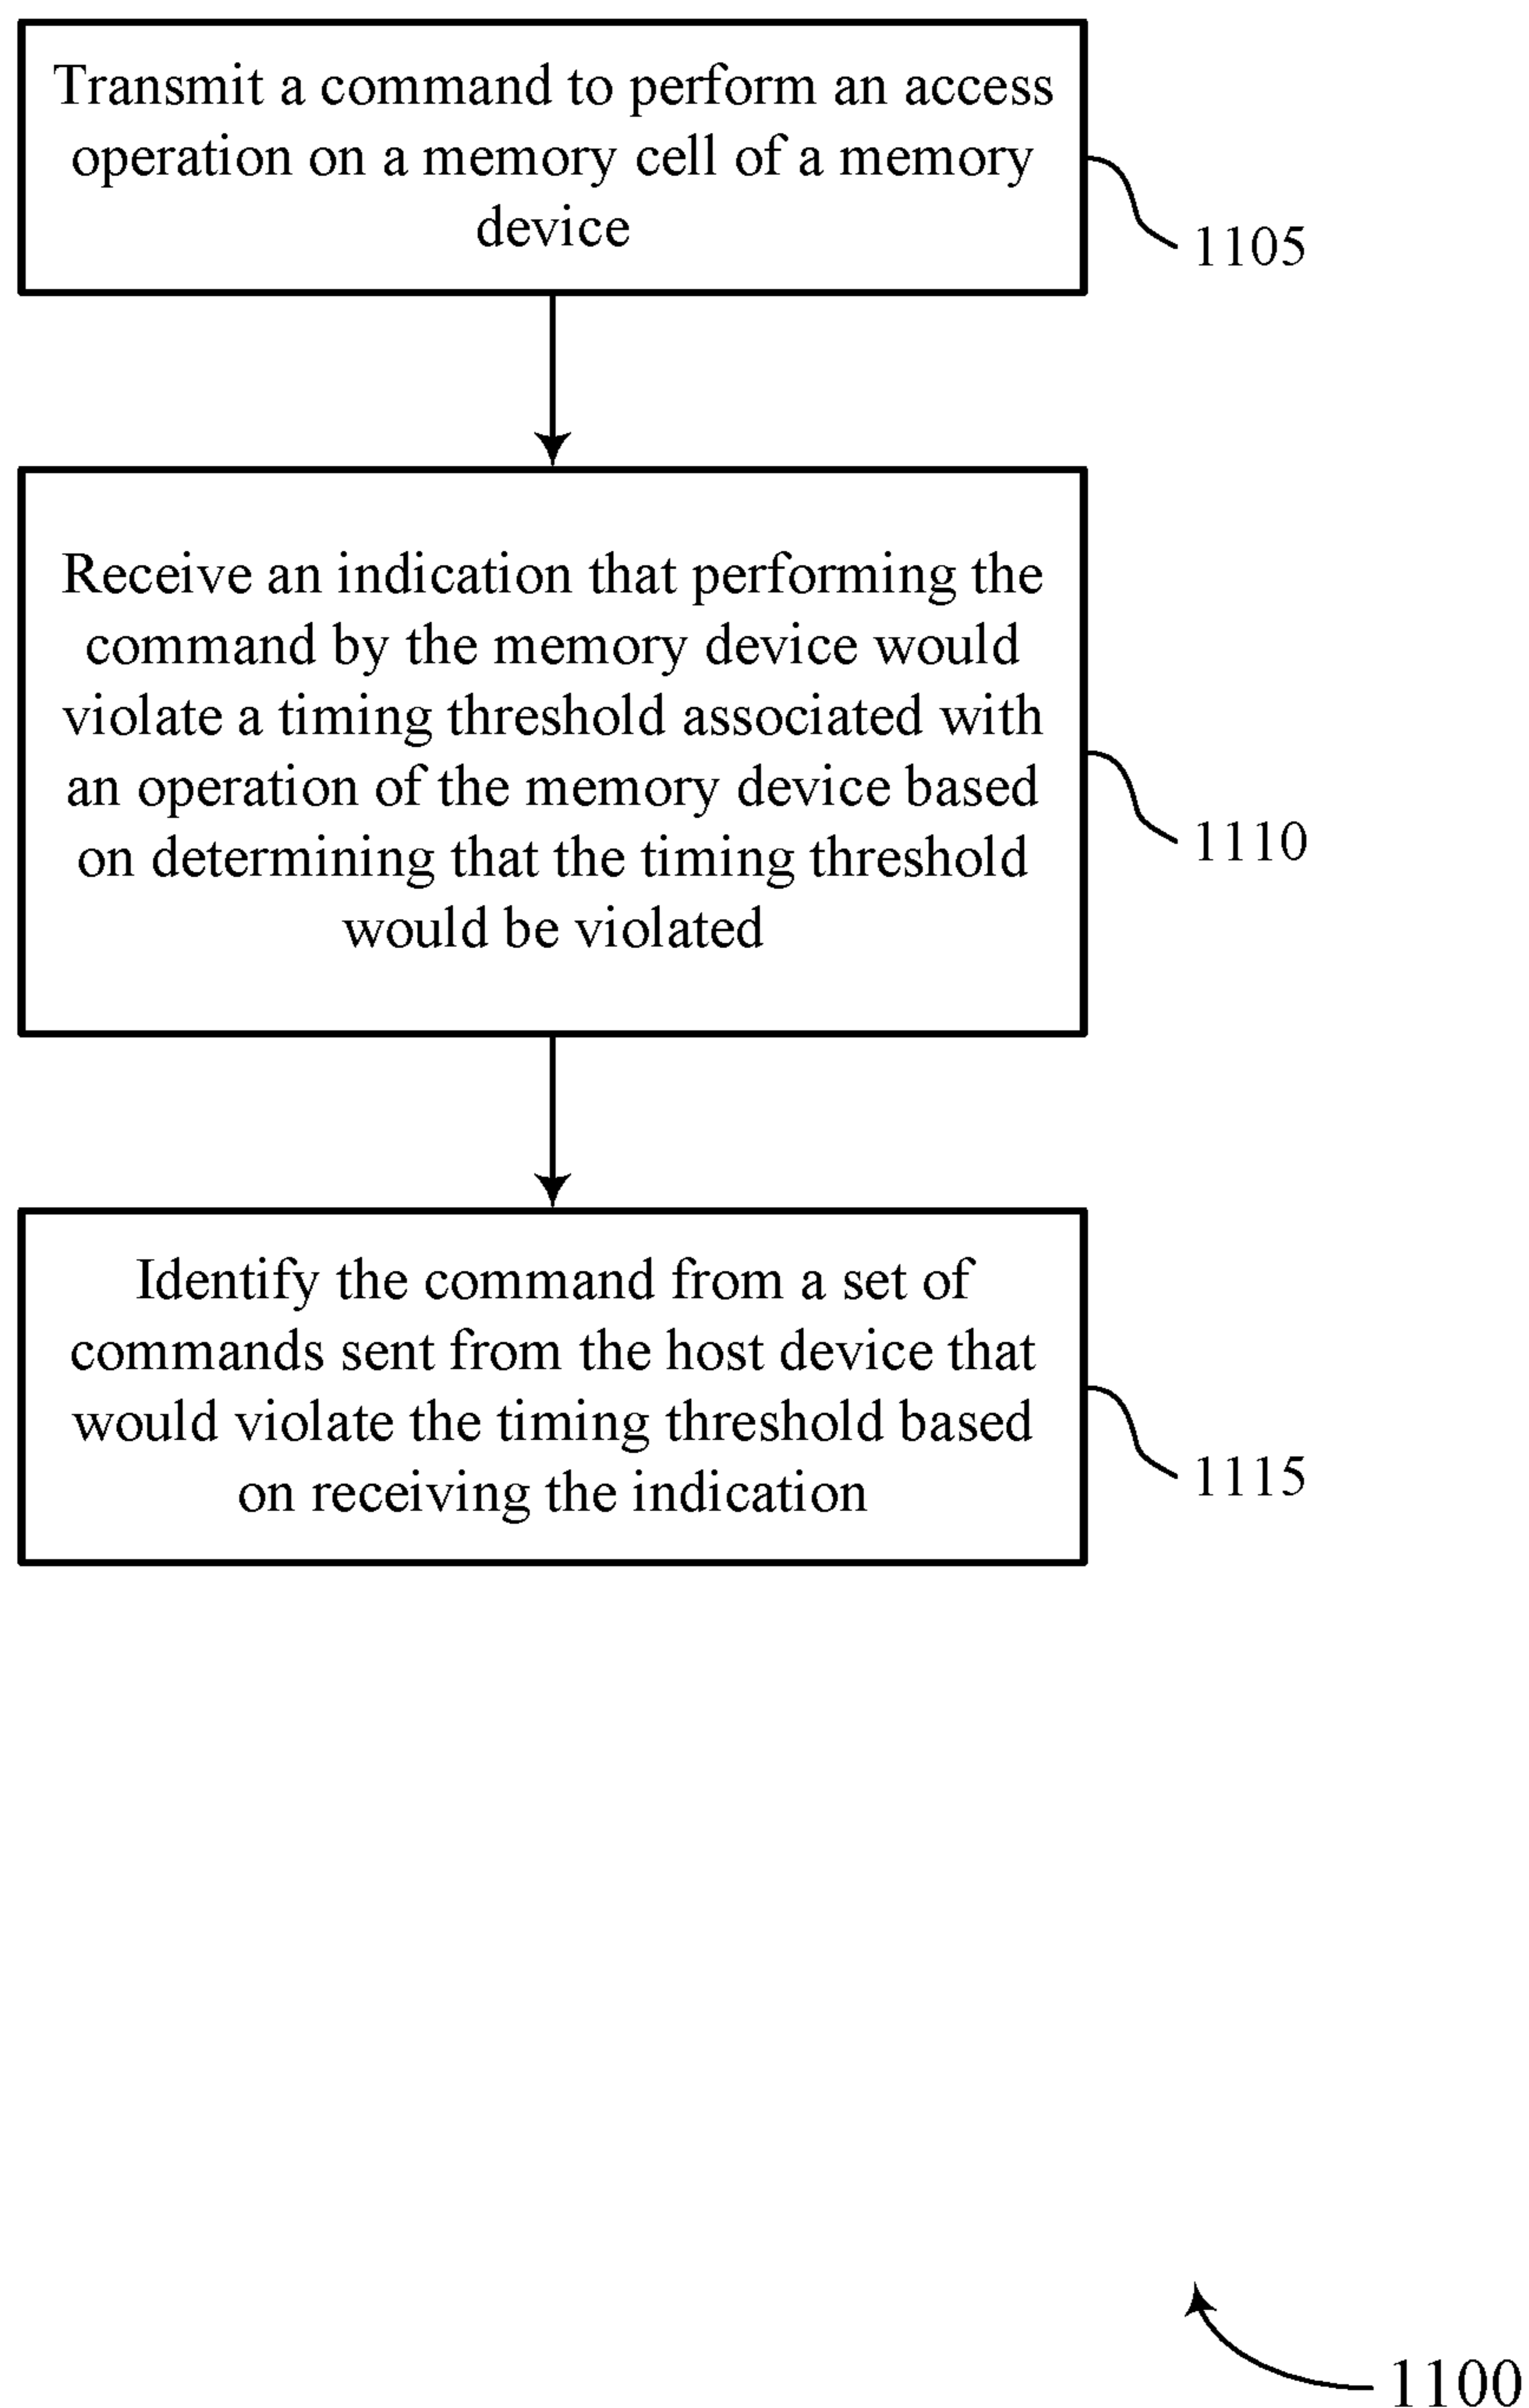 Transmit a command to perform an access
operation on a memory cell of a memory
device
1105
Receive an indication that performing the
command by the memory device would
violate a timing threshold associated with
an operation of the memory device based
on determining that the timing threshold
would be violated
1110
Identify the command from a set of
commands sent from the host device that
would violate the timing threshold based
on receiving the indication
1115
1100